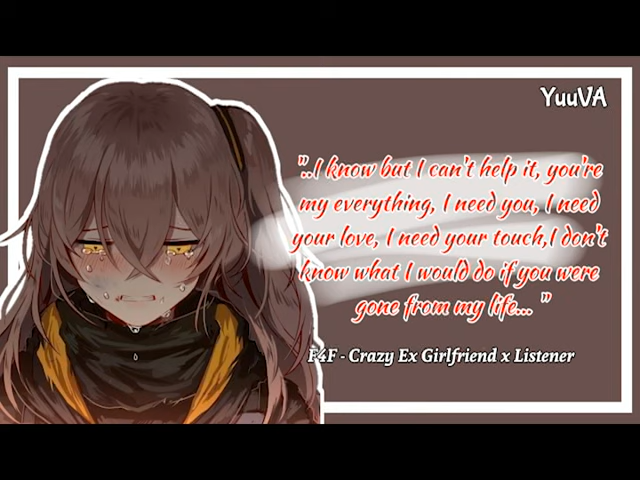 YuuVA
"..I know but I can't help it, you're
my everything, I need you, I need
your love, I need your touch,I don't
know what I would do if you were
gone from my life... "
F4F - Crazy Ex Girlfriend x Listener